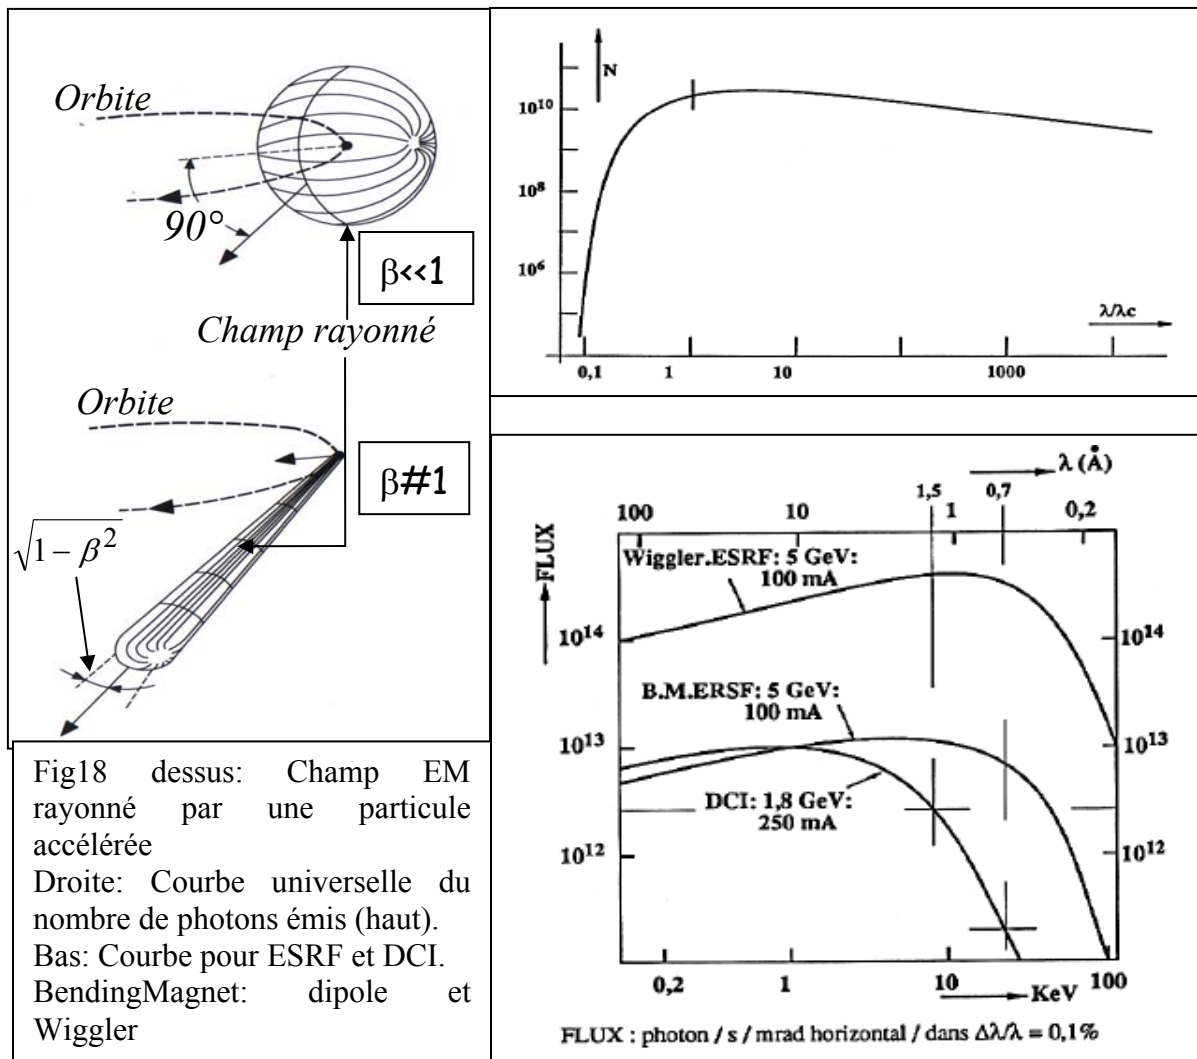 Orbite
90°
β<<1
Champ rayonné
Orbite
β#1
√1 − β²
Fig18 dessus: Champ EM
rayonné par une particule
accélérée
Droite: Courbe universelle du
nombre de photons émis (haut).
Bas: Courbe pour ESRF et DCI.
BendingMagnet: dipole et
Wiggler
N
10¹⁰
10⁸
10⁶
λ/λc
0,1 1 10 1000
λ (Å)
1,5 0,7
100 10 1 0,2
FLUX
Wiggler.ESRF: 5 GeV:
100 mA
10¹⁴ 10¹⁴
B.M.ERSF: 5 GeV:
100 mA
10¹³ 10¹³
DCI: 1,8 GeV:
250 mA
10¹² 10¹²
0,2 1 10 KeV 100
FLUX : photon / s / mrad horizontal / dans Δλ/λ = 0,1%